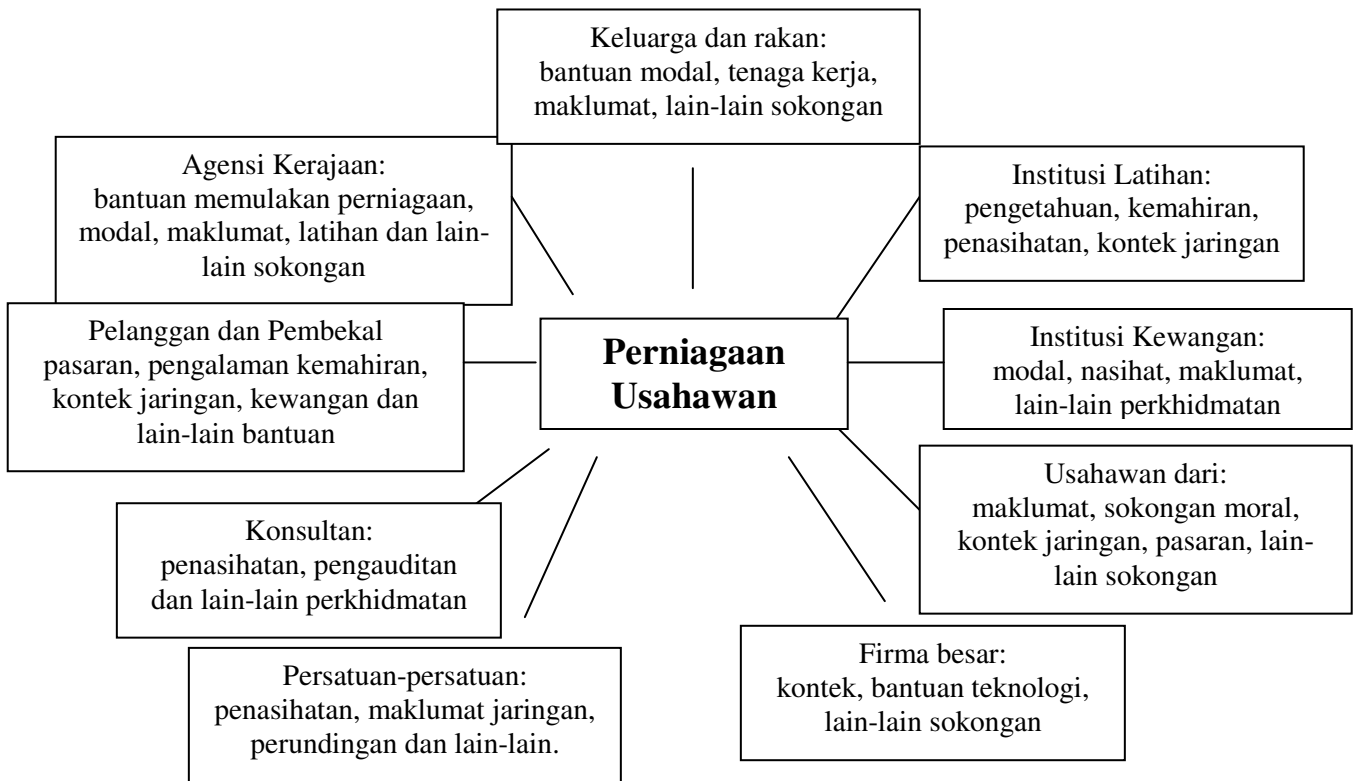 Keluarga dan rakan:
bantuan modal, tenaga kerja,
maklumat, lain-lain sokongan
Agensi Kerajaan:
bantuan memulakan perniagaan,
modal, maklumat, latihan dan lain-
lain sokongan
Institusi Latihan:
pengetahuan, kemahiran,
penasihatan, kontek jaringan
Pelanggan dan Pembekal
pasaran, pengalaman kemahiran,
kontek jaringan, kewangan dan
lain-lain bantuan
Perniagaan
Usahawan
Institusi Kewangan:
modal, nasihat, maklumat,
lain-lain perkhidmatan
Usahawan dari:
maklumat, sokongan moral,
kontek jaringan, pasaran, lain-
lain sokongan
Konsultan:
penasihatan, pengauditan
dan lain-lain perkhidmatan
Persatuan-persatuan:
penasihatan, maklumat jaringan,
perundingan dan lain-lain.
Firma besar:
kontek, bantuan teknologi,
lain-lain sokongan